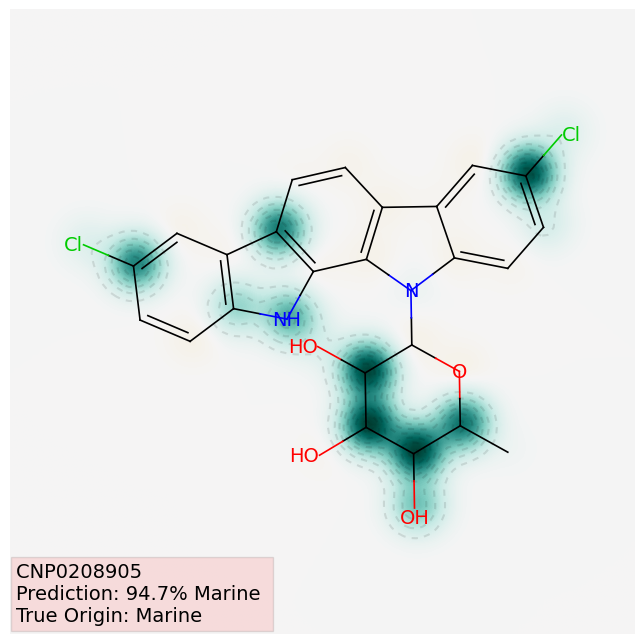 Cl
Cl
N
NH
HO
O
HO
OH
CNP0208905
Prediction: 94.7% Marine
True Origin: Marine